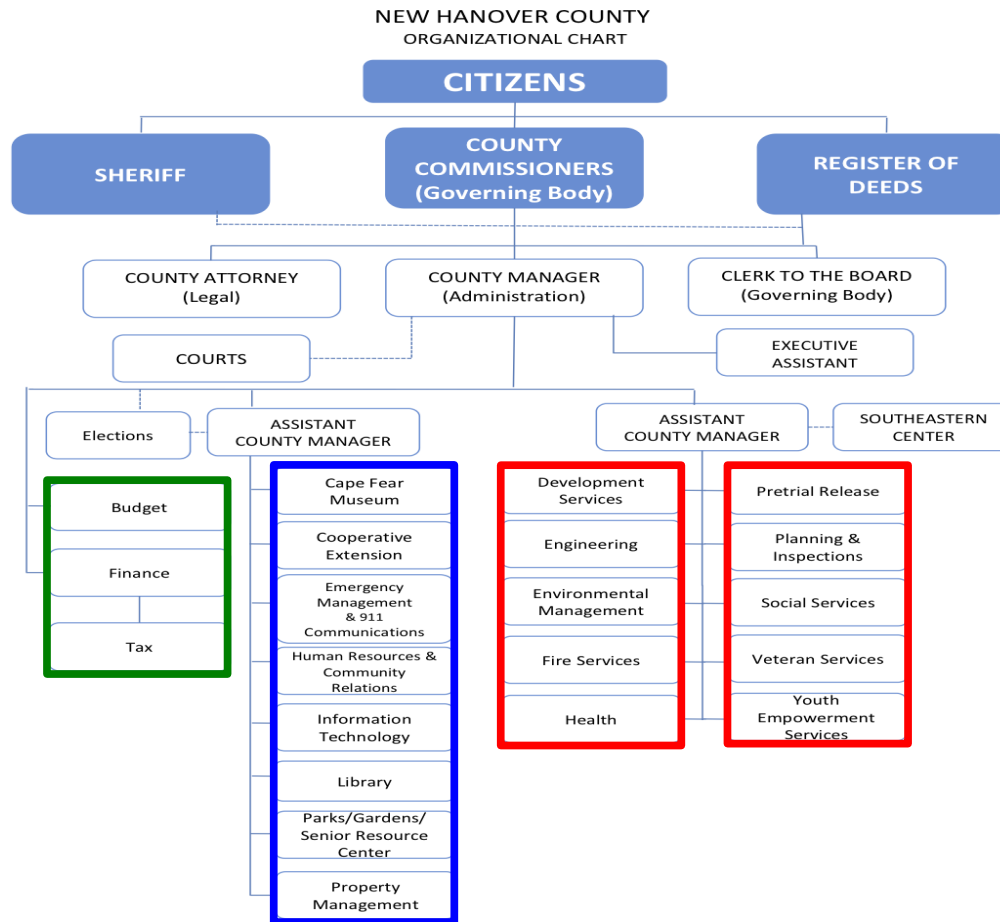 NEW HANOVER COUNTY
ORGANIZATIONAL CHART
CITIZENS
SHERIFF
COUNTY
COMMISSIONERS
(Governing Body)
REGISTER OF
DEEDS
COUNTY ATTORNEY
(Legal)
COUNTY MANAGER
(Administration)
CLERK TO THE BOARD
(Governing Body)
COURTS
EXECUTIVE
ASSISTANT
Elections
ASSISTANT
COUNTY MANAGER
ASSISTANT
COUNTY MANAGER
SOUTHEASTERN
CENTER
Budget
Finance
Tax
Cape Fear
Museum
Cooperative
Extension
Emergency
Management
& 911
Communications
Human Resources &
Community
Relations
Information
Technology
Library
Parks/Gardens/
Senior Resource
Center
Property
Management
Development
Services
Engineering
Environmental
Management
Fire Services
Health
Pretrial Release
Planning &
Inspections
Social Services
Veteran Services
Youth
Empowerment
Services